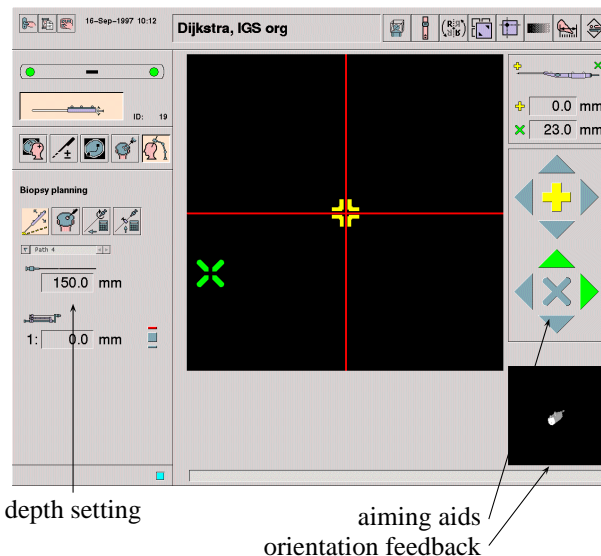 16-Sep-1997 10:12
Dijkstra, IGS org
ID: 19
0.0 mm
23.0 mm
Biopsy planning
Path 4
150.0 mm
1: 0.0 mm
depth setting
aiming aids
orientation feedback